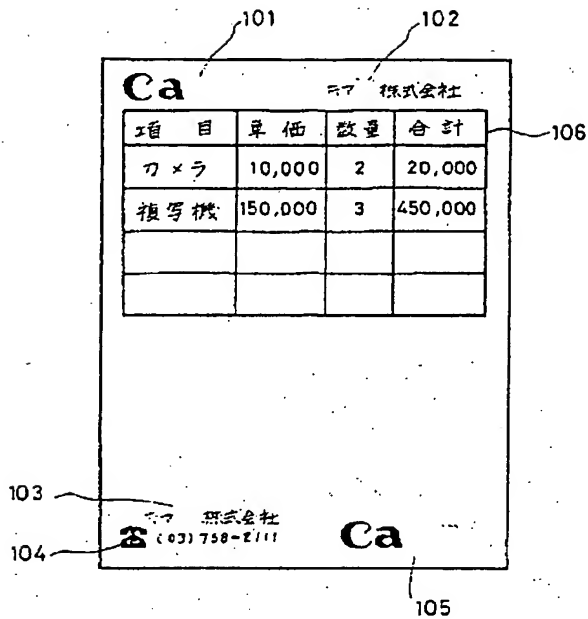 101
102
Ca 株式会社
項目 単価 数量 合計 106
カメラ 10,000 2 20,000
複写機 150,000 3 450,000
103
株式会社
104 ☎ (03)758-2111 Ca
105